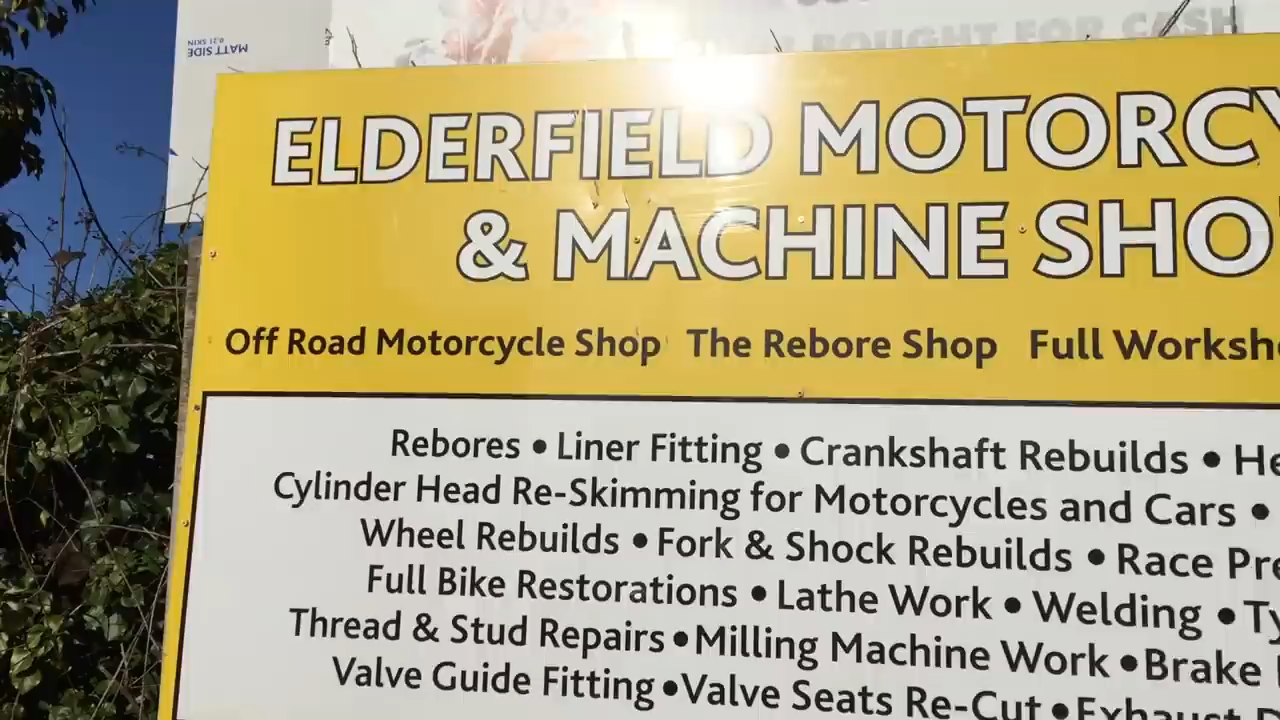 MATT SIDE
BOUGHT FOR CASH
ELDERFIELD MOTORCY
& MACHINE SHO
Off Road Motorcycle Shop The Rebore Shop Full Worksh
Rebores • Liner Fitting • Crankshaft Rebuilds • He
Cylinder Head Re-Skimming for Motorcycles and Cars •
Wheel Rebuilds • Fork & Shock Rebuilds • Race Pre
Full Bike Restorations • Lathe Work • Welding • Ty
Thread & Stud Repairs • Milling Machine Work • Brake
Valve Guide Fitting • Valve Seats Re-Cut • Exhaust